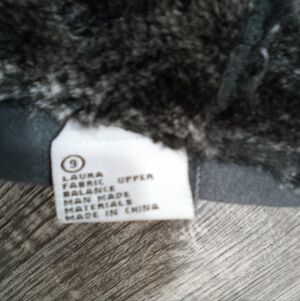 9
LAURA
FABRIC UPPER
BALANCE
MAN MADE
MATERIALS
MADE IN CHINA